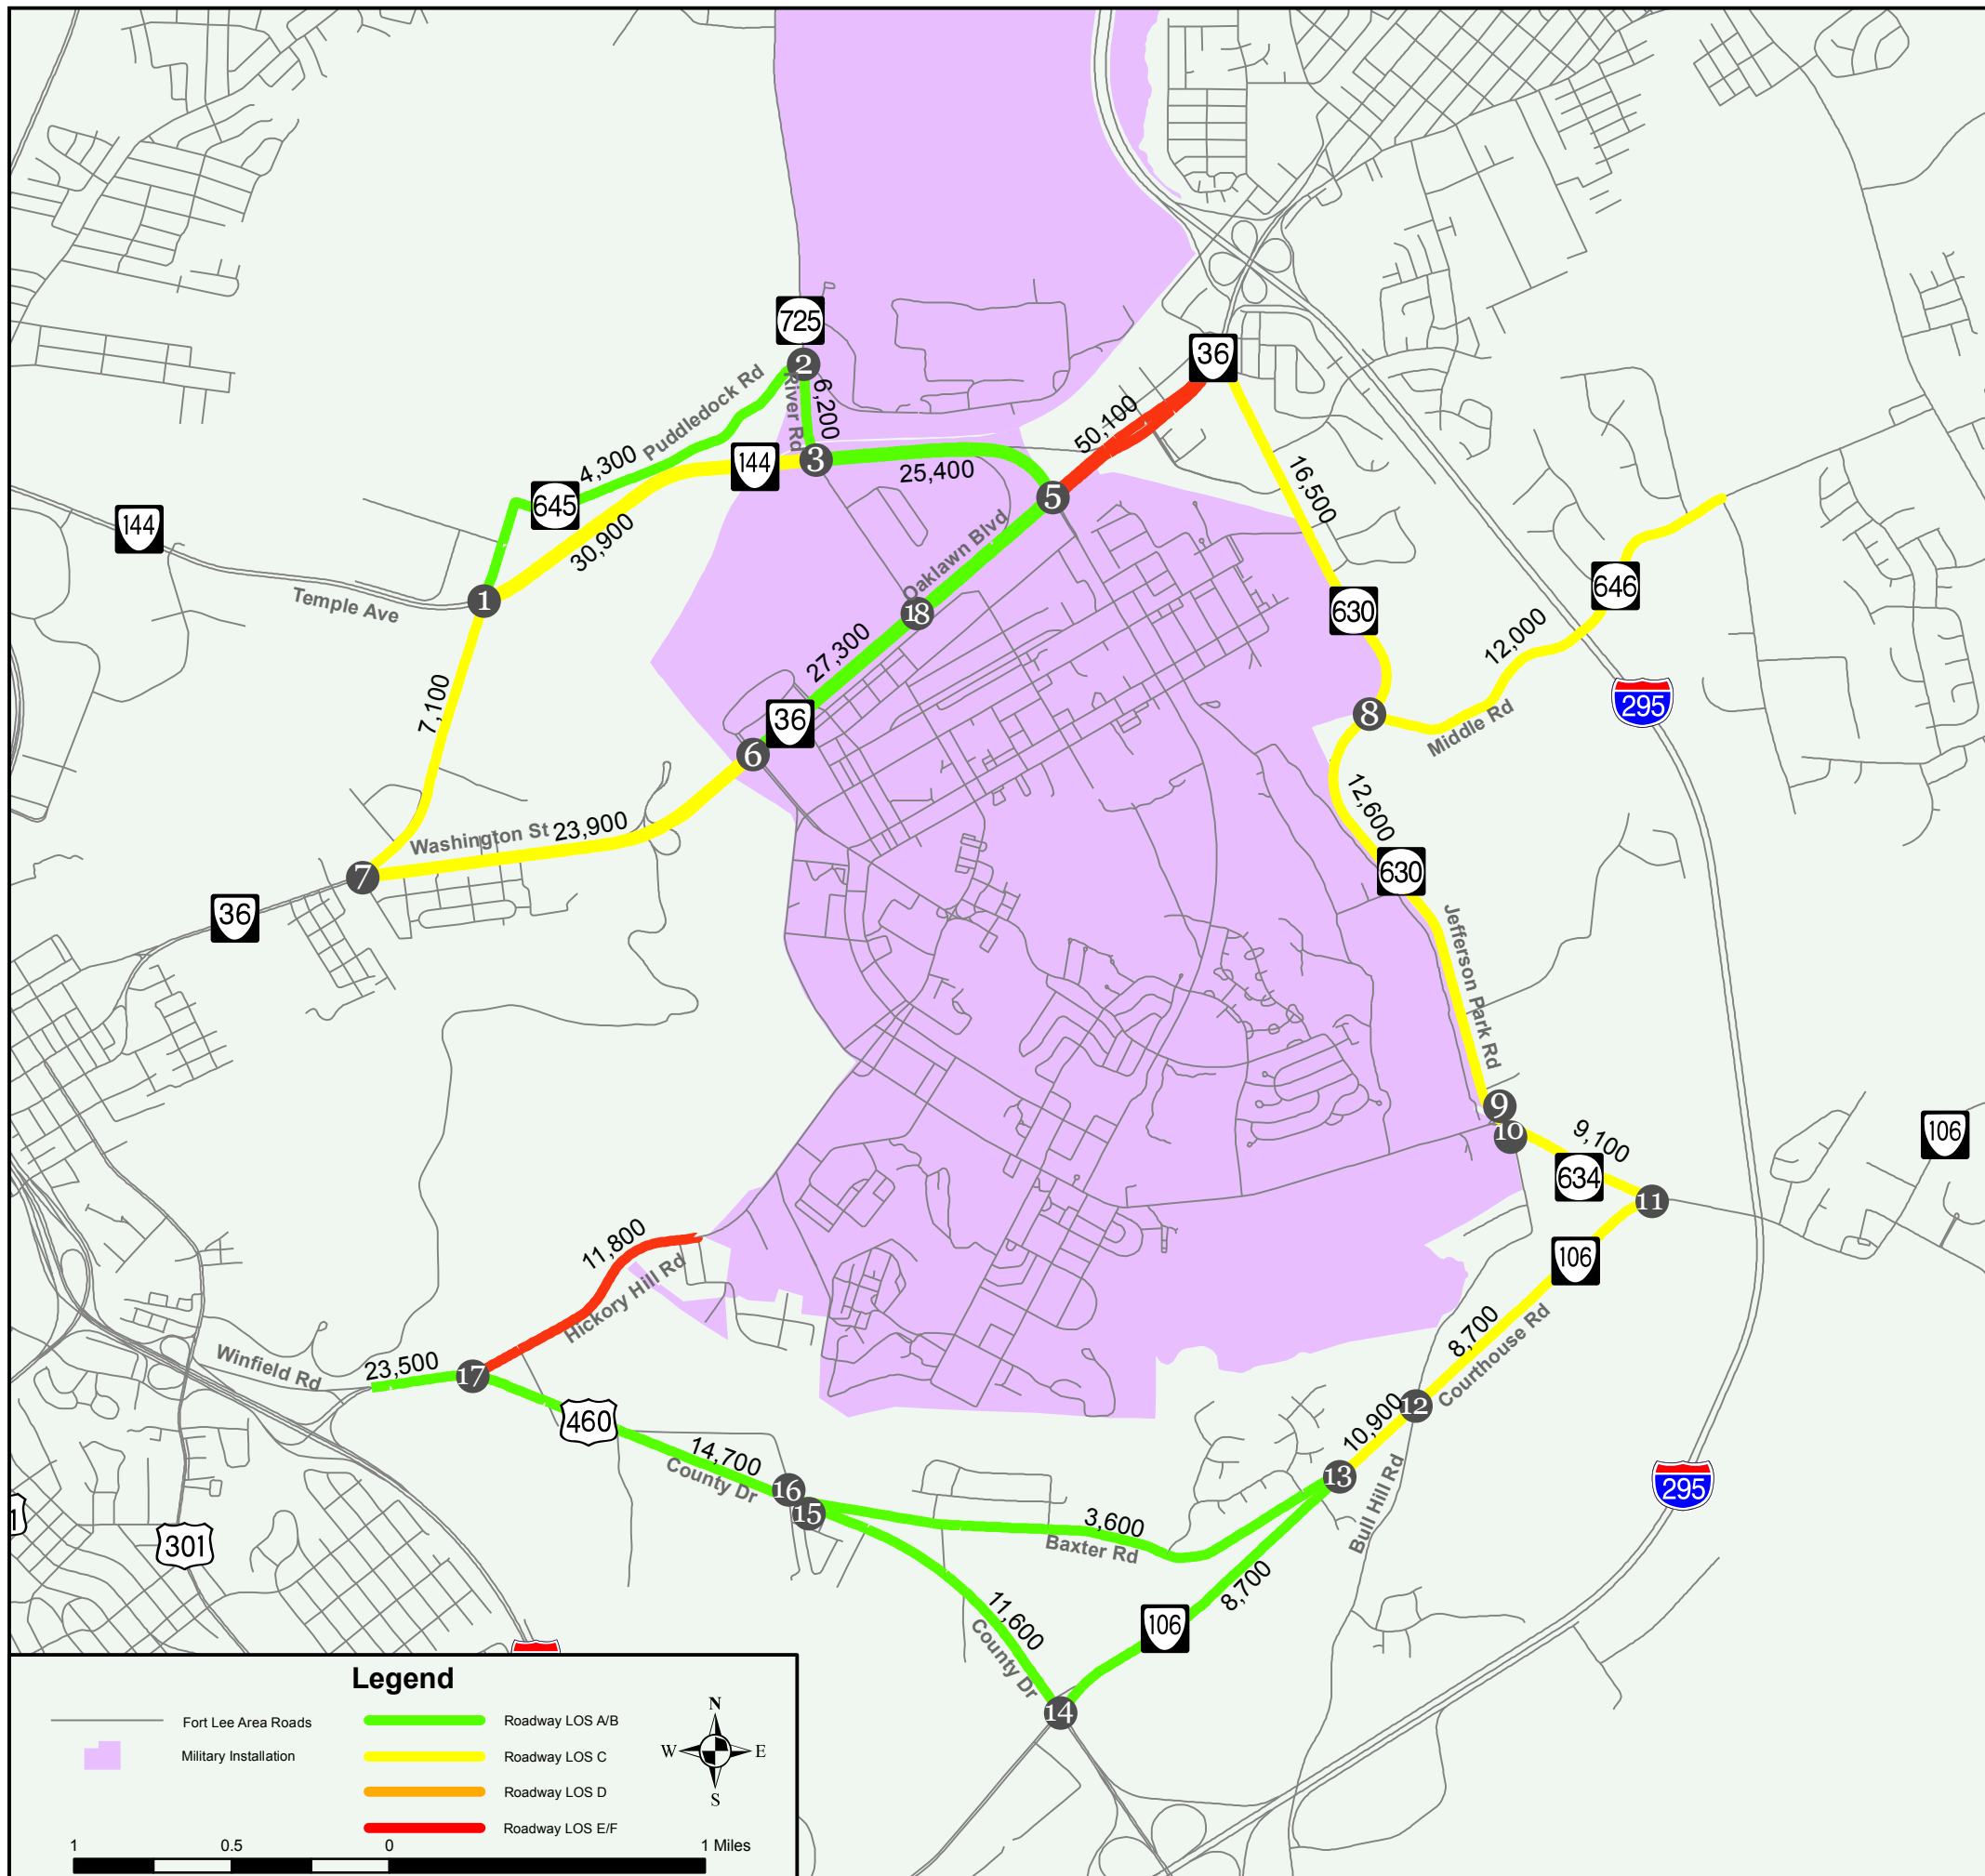 725
2
River Rd
6,200
Puddledock Rd
4,300
645
144
3
25,400
36
50,100
5
16,500
144
30,900
Temple Ave
1
Oaklawn Blvd
18
630
646
12,000
27,300
36
6
8
Middle Rd
295
7,100
Washington St
23,900
7
36
12,600
630
Jefferson Park Rd
9
10
9,100
634
11
106
106
11,800
Hickory Hill Rd
8,700
Courthouse Rd
Winfield Rd
23,500
17
460
12
10,900
13
Bull Hill Rd
14,700
County Dr
16
15
3,600
Baxter Rd
295
1
301
11,600
County Dr
106
8,700
14
Legend
Fort Lee Area Roads
Military Installation
Roadway LOS A/B
Roadway LOS C
Roadway LOS D
Roadway LOS E/F
N
W E
S
1 0.5 0 1 Miles